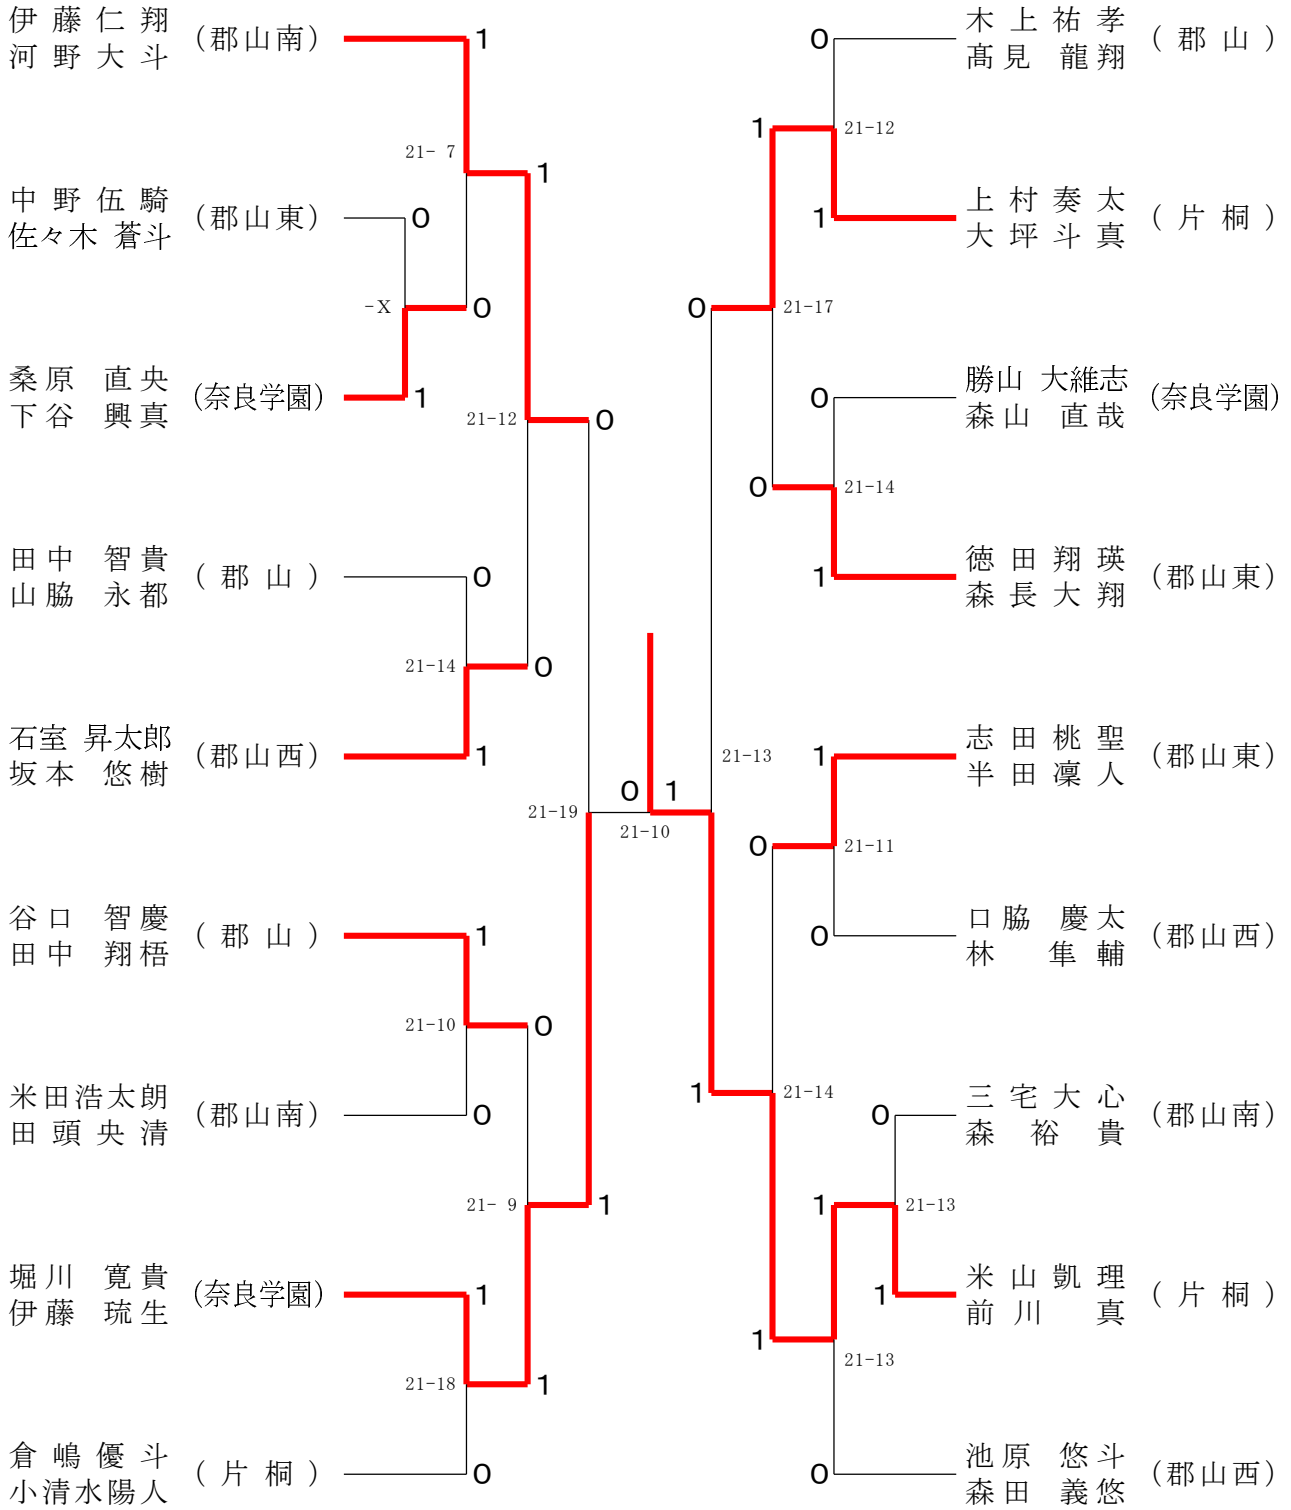 伊藤仁翔
河野大斗
(郡山南)
1
21- 7
1
中野伍騎
佐々木 蒼斗
(郡山東)
0
-X
0
桑原 直央
下谷 興真
(奈良学園)
1
21-12
0
田中 智貴
山脇 永都
(郡山)
0
21-14
0
石室 昇太郎
坂本 悠樹
(郡山西)
1
21-19
谷口 智慶
田中 翔梧
(郡山)
1
21-10
0
米田浩太朗
田頭央清
(郡山南)
0
21- 9
1
堀川 寛貴
伊藤 琉生
(奈良学園)
1
21-18
1
倉嶋優斗
小清水陽人
(片桐)
0
0 1
21-10
木上祐孝
髙見 龍翔
(郡山)
0
1
21-12
上村奏太
大坪斗真
(片桐)
1
0
21-17
勝山 大維志
森山 直哉
(奈良学園)
0
0
21-14
徳田翔瑛
森長大翔
(郡山東)
1
21-13
志田桃聖
半田凜人
(郡山東)
1
0
21-11
口脇 慶太
林 隼輔
(郡山西)
0
1
21-14
三宅大心
森 裕貴
(郡山南)
0
1
21-13
米山凱理
前川 真
(片桐)
1
1
21-13
池原 悠斗
森田 義悠
(郡山西)
0